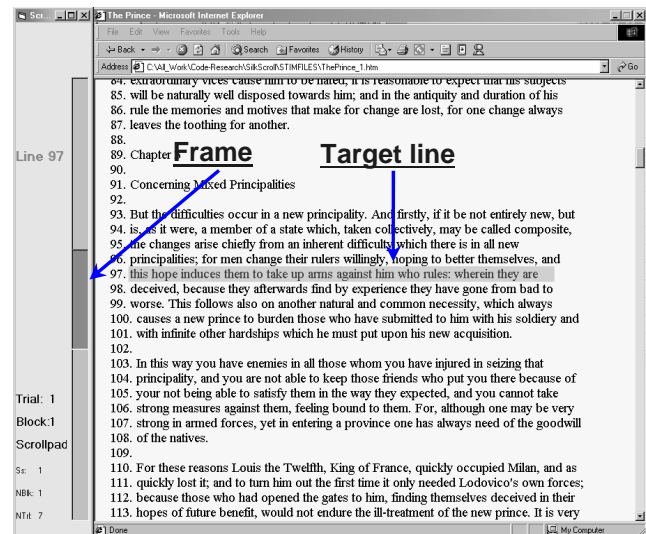 Scr...
The Prince - Microsoft Internet Explorer
File Edit View Favorites Tools Help
Back Search Favorites History
Address C:\All_Work\Code-Research\SilkScroll\STIMFILES\ThePrince_1.htm Go
84. extraordinary vices cause him to be hated, it is reasonable to expect that his subjects
85. will be naturally well disposed towards him; and in the antiquity and duration of his
86. rule the memories and motives that make for change are lost, for one change always
87. leaves the toothing for another.
88.
Line 97
89. Chapter
Frame
Target line
90.
91. Concerning Mixed Principalities
92.
93. But the difficulties occur in a new principality. And firstly, if it be not entirely new, but
94. is, as it were, a member of a state which, taken collectively, may be called composite,
95. the changes arise chiefly from an inherent difficulty which there is in all new
96. principalities; for men change their rulers willingly, hoping to better themselves, and
97. this hope induces them to take up arms against him who rules: wherein they are
98. deceived, because they afterwards find by experience they have gone from bad to
99. worse. This follows also on another natural and common necessity, which always
100. causes a new prince to burden those who have submitted to him with his soldiery and
101. with infinite other hardships which he must put upon his new acquisition.
102.
103. In this way you have enemies in all those whom you have injured in seizing that
104. principality, and you are not able to keep those friends who put you there because of
105. your not being able to satisfy them in the way they expected, and you cannot take
106. strong measures against them, feeling bound to them. For, although one may be very
107. strong in armed forces, yet in entering a province one has always need of the goodwill
108. of the natives.
109.
110. For these reasons Louis the Twelfth, King of France, quickly occupied Milan, and as
111. quickly lost it; and to turn him out the first time it only needed Lodovico's own forces;
112. because those who had opened the gates to him, finding themselves deceived in their
113. hopes of future benefit, would not endure the ill-treatment of the new prince. It is very
Trial: 1
Block:1
Scrollpad
Ss: 1
NBlk: 1
NTrl: 7
Done My Computer